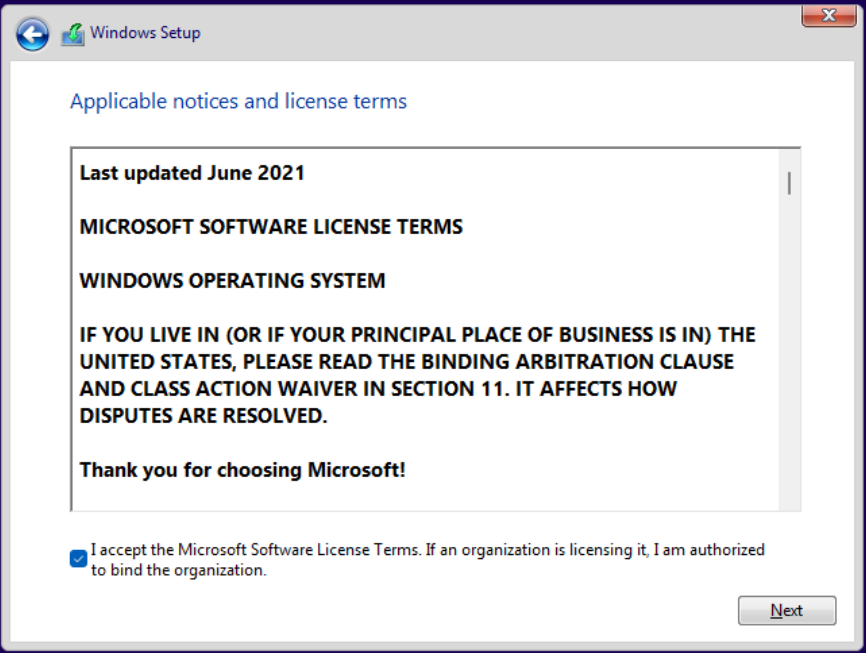 Windows Setup
Applicable notices and license terms
Last updated June 2021
MICROSOFT SOFTWARE LICENSE TERMS
WINDOWS OPERATING SYSTEM
IF YOU LIVE IN (OR IF YOUR PRINCIPAL PLACE OF BUSINESS IS IN) THE
UNITED STATES, PLEASE READ THE BINDING ARBITRATION CLAUSE
AND CLASS ACTION WAIVER IN SECTION 11. IT AFFECTS HOW
DISPUTES ARE RESOLVED.
Thank you for choosing Microsoft!
I accept the Microsoft Software License Terms. If an organization is licensing it, I am authorized
to bind the organization.
Next